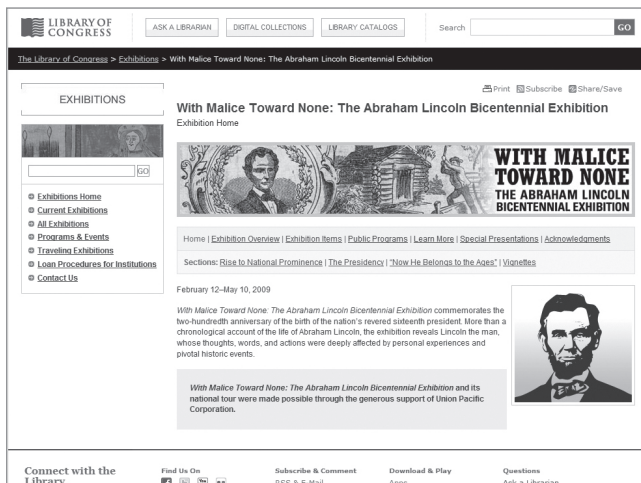 LIBRARY OF
CONGRESS
ASK A LIBRARIAN
DIGITAL COLLECTIONS
LIBRARY CATALOGS
Search
GO
The Library of Congress > Exhibitions > With Malice Toward None: The Abraham Lincoln Bicentennial Exhibition
Print Subscribe Share/Save
EXHIBITIONS
GO
Exhibitions Home
Current Exhibitions
All Exhibitions
Programs & Events
Traveling Exhibitions
Loan Procedures for Institutions
Contact Us
With Malice Toward None: The Abraham Lincoln Bicentennial Exhibition
Exhibition Home
WITH MALICE
TOWARD NONE
THE ABRAHAM LINCOLN
BICENTENNIAL EXHIBITION
Home | Exhibition Overview | Exhibition Items | Public Programs | Learn More | Special Presentations | Acknowledgments
Sections: Rise to National Prominence | The Presidency | "Now He Belongs to the Ages" | Vignettes
February 12–May 10, 2009
With Malice Toward None: The Abraham Lincoln Bicentennial Exhibition commemorates the
two-hundredth anniversary of the birth of the nation's revered sixteenth president. More than a
chronological account of the life of Abraham Lincoln, the exhibition reveals Lincoln the man,
whose thoughts, words, and actions were deeply affected by personal experiences and
pivotal historic events.
With Malice Toward None: The Abraham Lincoln Bicentennial Exhibition and its
national tour were made possible through the generous support of Union Pacific
Corporation.
Connect with the
Library
Find Us On
Subscribe & Comment
RSS & E-Mail
Download & Play
Apps
Questions
Ask a Librarian